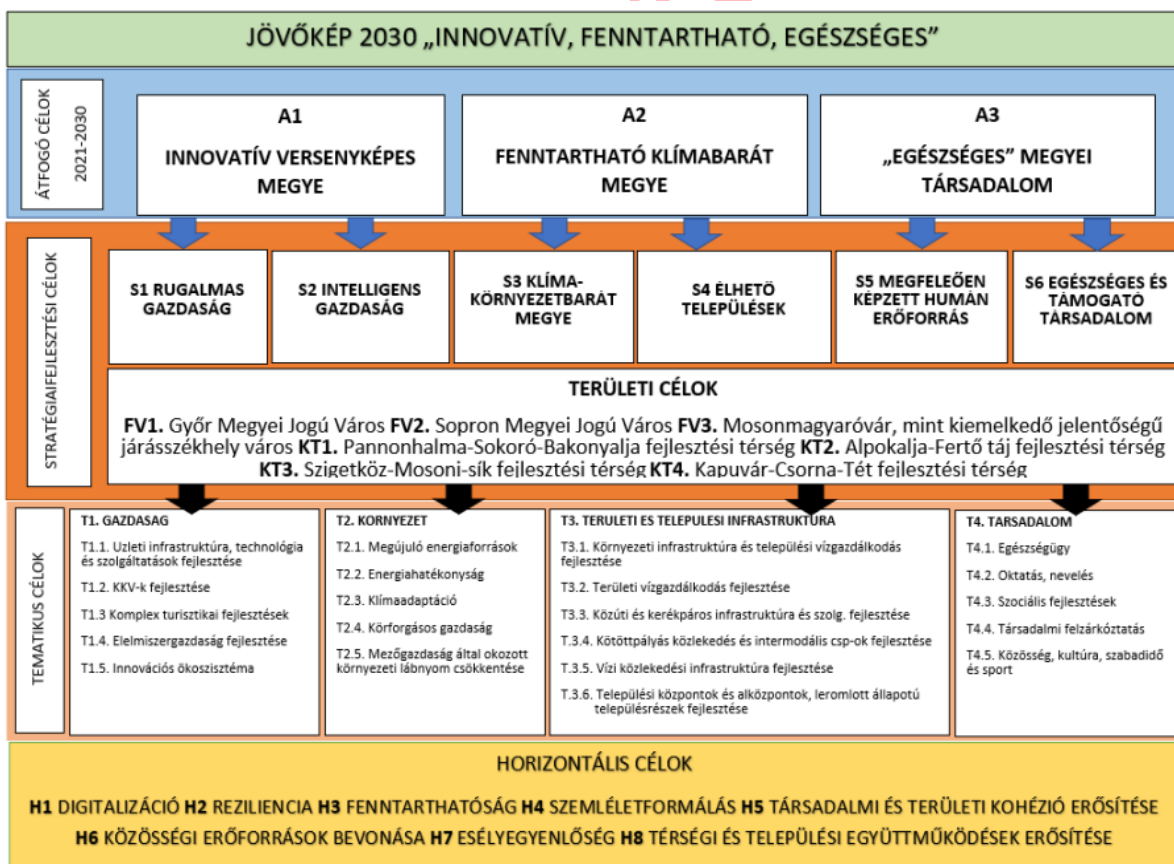 JÖVŐKÉP 2030 „INNOVATÍV, FENNTARTHATÓ, EGÉSZSÉGES”
ÁTFOGÓ CÉLOK
2021-2030
A1
INNOVATÍV VERSENYKÉPES
MEGYE
A2
FENNTARTHATÓ KLÍMABARÁT
MEGYE
A3
„EGÉSZSÉGES” MEGYEI
TÁRSADALOM
STRATÉGIAIFEJLESZTÉSI CÉLOK
S1 RUGALMAS
GAZDASÁG
S2 INTELLIGENS
GAZDASÁG
S3 KLÍMA-
KÖRNYEZETBARÁT
MEGYE
S4 ÉLHETŐ
TELEPÜLÉSEK
S5 MEGFELEŐEN
KÉPZETT HUMÁN
ERŐFORRÁS
S6 EGÉSZSÉGES ÉS
TÁMOGATÓ
TÁRSADALOM
TERÜLETI CÉLOK
FV1. Győr Megyei Jogú Város FV2. Sopron Megyei Jogú Város FV3. Mosonmagyaróvár, mint kiemelkedő jelentőségű
járásszékhely város KT1. Pannonhalma-Sokoró-Bakonyalja fejlesztési térség KT2. Alpokalja-Fertő táj fejlesztési térség
KT3. Szigetköz-Mosoni-sík fejlesztési térség KT4. Kapuvár-Csorna-Tét fejlesztési térség
TEMATIKUS CÉLOK
T1. GAZDASAG
T1.1. Uzleti infrastruktúra, technológia
és szolgáltatások fejlesztése
T1.2. KKV-k fejlesztése
T1.3 Komplex turisztikai fejlesztések
T1.4. Elelmiszergazdaság fejlesztése
T1.5. Innovációs ökoszisztéma
T2. KORNYEZET
T2.1. Megújuló energiaforrások
T2.2. Energiahatékonyság
T2.3. Klímaadaptáció
T2.4. Körforgásos gazdaság
T2.5. Mezőgazdaság által okozott
környezeti lábnyom csökkentése
T3. TERULETI ES TELEPULESI INFRASTRUKTÚRA
T3.1. Környezeti infrastruktúra és települési vízgazdálkodás
fejlesztése
T3.2. Területi vízgazdálkodás fejlesztése
T3.3. Közúti és kerékpáros infrastruktúra és szolg. fejlesztése
T.3.4. Kötöttpályás közlekedés és intermodális csp-ok fejlesztése
T.3.5. Vízi közlekedési infrastruktúra fejlesztése
T.3.6. Települési központok és alközpontok, leromlott állapotú
településrészek fejlesztése
T4. TARSADALOM
T4.1. Egészségügy
T4.2. Oktatás, nevelés
T4.3. Szociális fejlesztések
T4.4. Társadalmi felzárkóztatás
T4.5. Közösség, kultúra, szabadidő
és sport
HORIZONTÁLIS CÉLOK
H1 DIGITALIZÁCIÓ H2 REZILIENCIA H3 FENNTARTHATÓSÁG H4 SZEMLÉLETFORMÁLÁS H5 TÁRSADALMI ÉS TERÜLETI KOHÉZIÓ ERŐSÍTÉSE
H6 KÖZÖSSÉGI ERŐFORRÁSOK BEVONÁSA H7 ESÉLYEGYENLŐSÉG H8 TÉRSÉGI ÉS TELEPÜLÉSI EGYÜTTMŰKÖDÉSEK ERŐSÍTÉSE